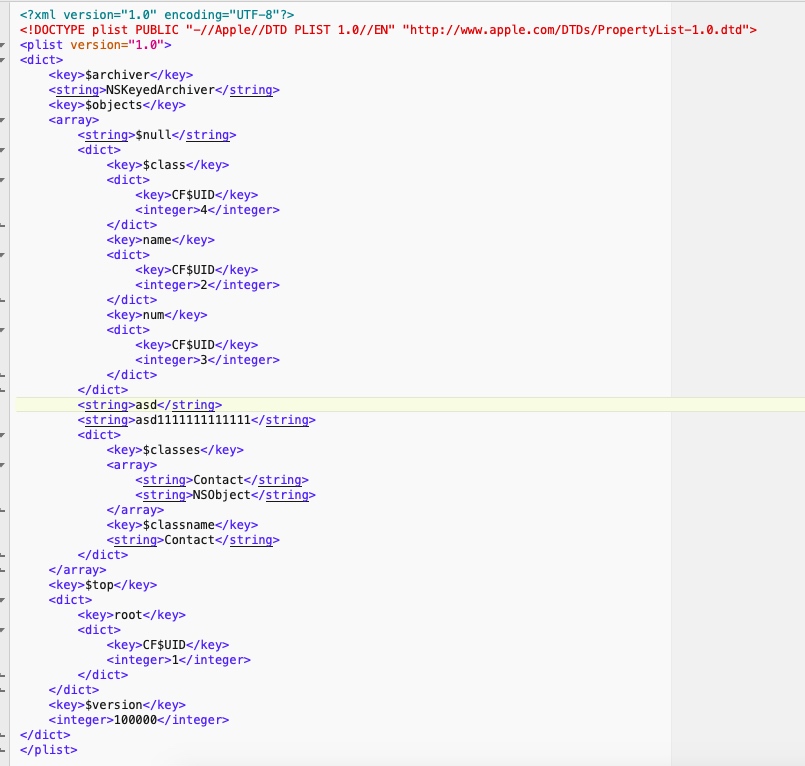 <?xml version="1.0" encoding="UTF-8"?>
<!DOCTYPE plist PUBLIC "-//Apple//DTD PLIST 1.0//EN" "http://www.apple.com/DTDs/PropertyList-1.0.dtd">
<plist version="1.0">
<dict>
    <key>$archiver</key>
    <string>NSKeyedArchiver</string>
    <key>$objects</key>
    <array>
        <string>$null</string>
        <dict>
            <key>$class</key>
            <dict>
                <key>CF$UID</key>
                <integer>4</integer>
            </dict>
            <key>name</key>
            <dict>
                <key>CF$UID</key>
                <integer>2</integer>
            </dict>
            <key>num</key>
            <dict>
                <key>CF$UID</key>
                <integer>3</integer>
            </dict>
        </dict>
        <string>asd</string>
        <string>asd1111111111111</string>
        <dict>
            <key>$classes</key>
            <array>
                <string>Contact</string>
                <string>NSObject</string>
            </array>
            <key>$classname</key>
            <string>Contact</string>
        </dict>
    </array>
    <key>$top</key>
    <dict>
        <key>root</key>
        <dict>
            <key>CF$UID</key>
            <integer>1</integer>
        </dict>
    </dict>
    <key>$version</key>
    <integer>100000</integer>
</dict>
</plist>